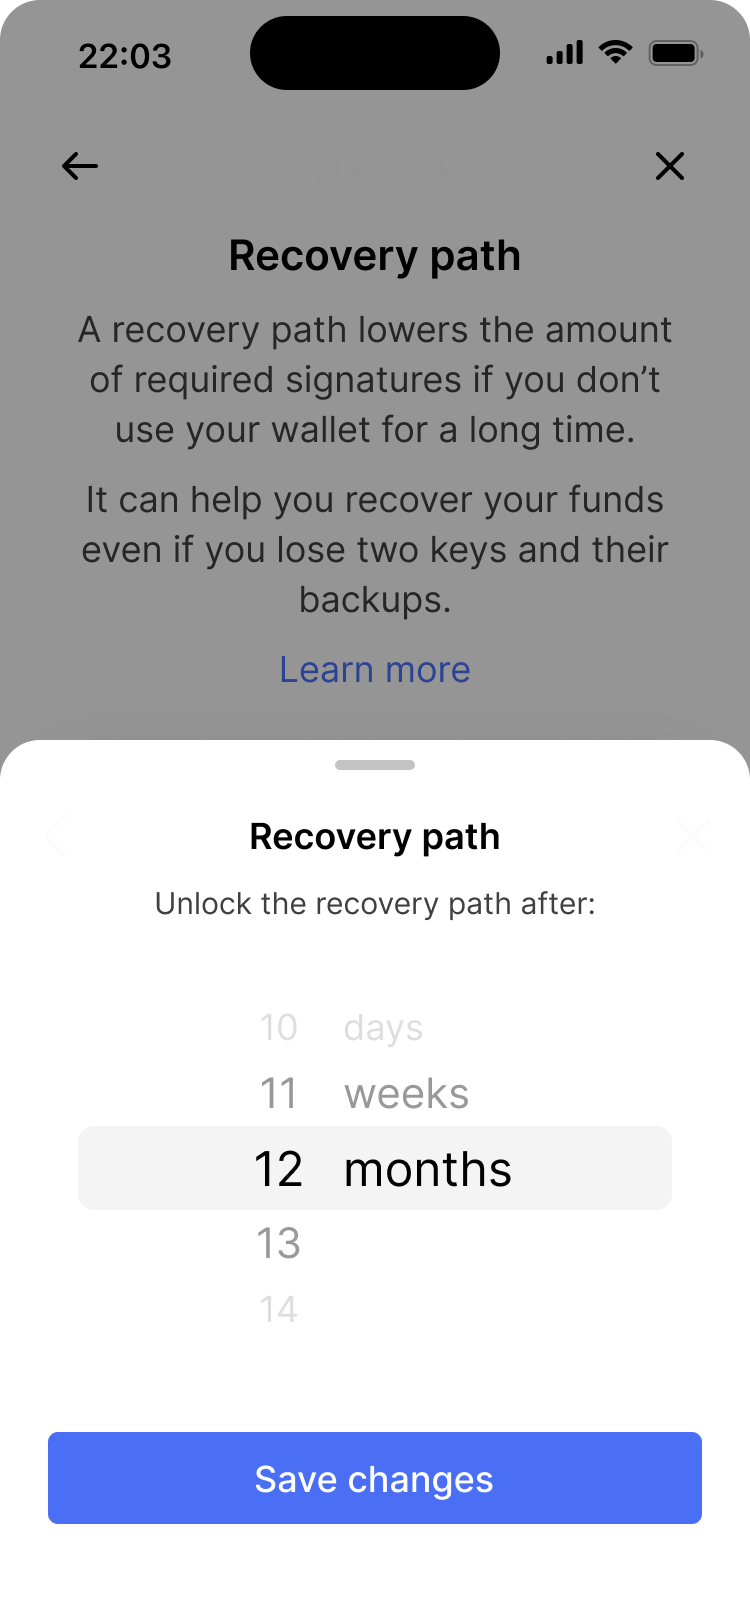 22:03
Recovery path
A recovery path lowers the amount
of required signatures if you don’t
use your wallet for a long time.
It can help you recover your funds
even if you lose two keys and their
backups.
Learn more
Recovery path
Unlock the recovery path after:
10 days
11 weeks
12 months
13
14
Save changes